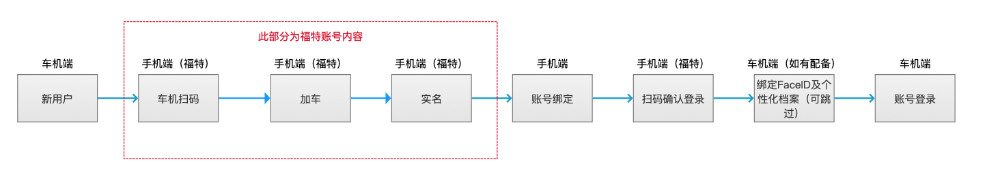 此部分为福特账号内容
车机端
手机端（福特）
手机端（福特）
手机端（福特）
手机端
手机端（福特）
车机端（如有配备）
车机端
新用户
车机扫码
加车
实名
账号绑定
扫码确认登录
绑定FaceID及个
性化档案（可跳
过）
账号登录